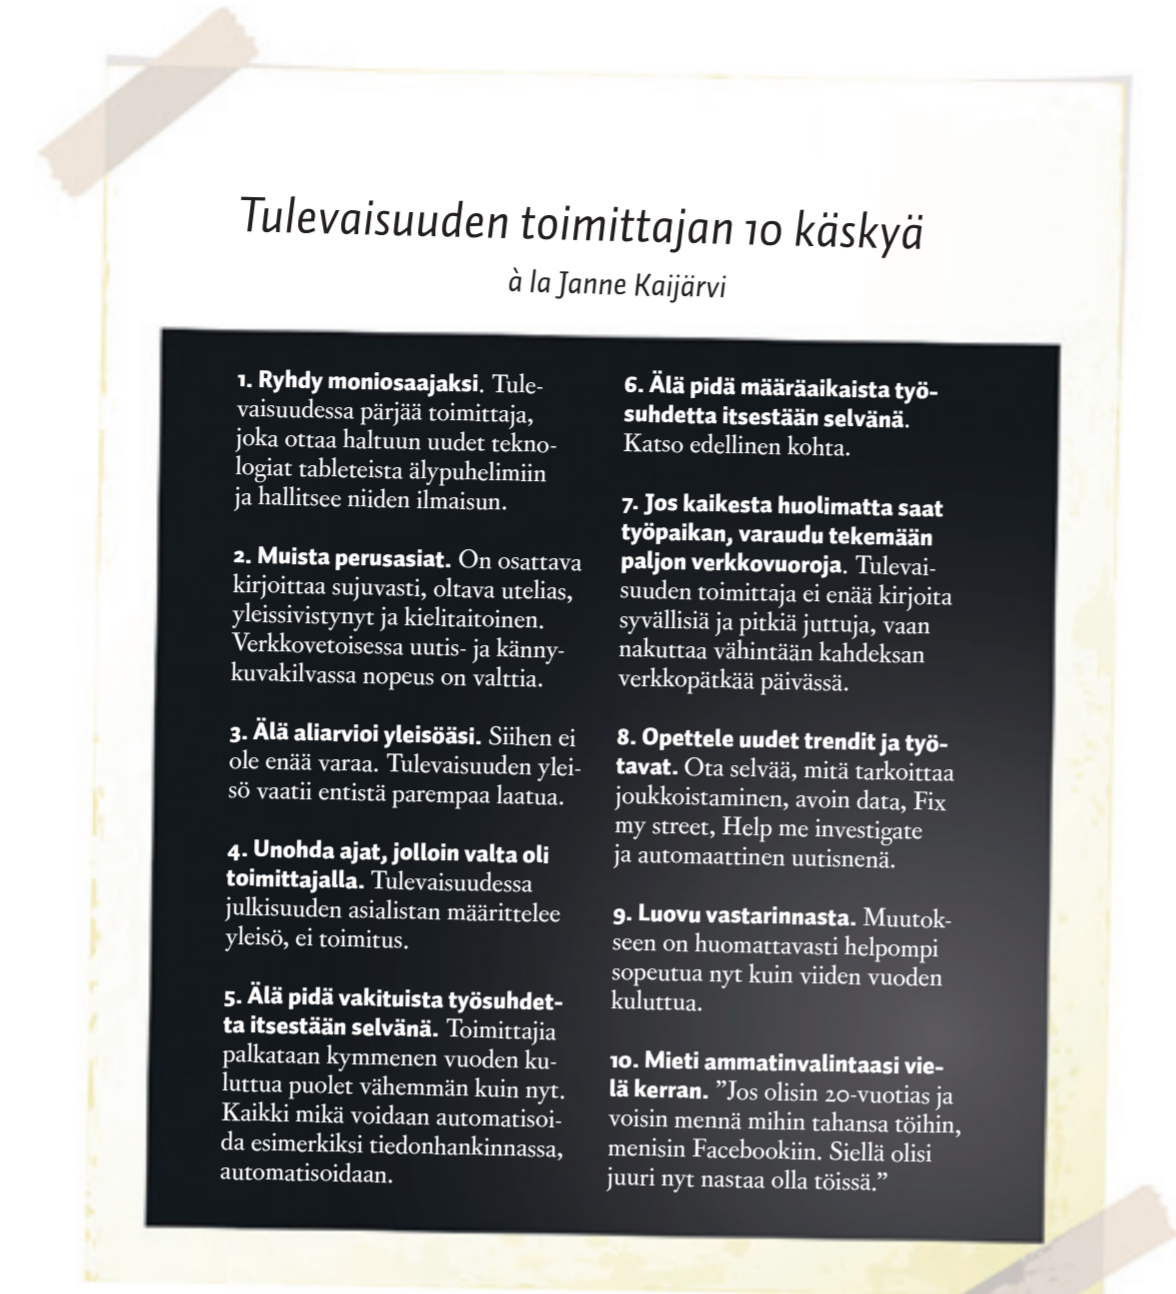 Tulevaisuuden toimittajan 10 käskyä
à la Janne Kaijärvi
1. Ryhdy moniosaajaksi. Tule-
vaisuudessa pärjää toimittaja,
joka ottaa haltuun uudet tekno-
logiat tableteista älypuhelimiin
ja hallitsee niiden ilmaisun.
2. Muista perusasiat. On osattava
kirjoittaa sujuvasti, oltava utelias,
yleissivistynyt ja kielitaitoinen.
Verkkovetoisessa uutis- ja känny-
kuvakilvassa nopeus on valttia.
3. Älä aliarvioi yleisöäsi. Siihen ei
ole enää varaa. Tulevaisuuden ylei-
sö vaatii entistä parempaa laatua.
4. Unohda ajat, jolloin valta oli
toimittajalla. Tulevaisuudessa
julkisuuden asialistan määrittelee
yleisö, ei toimitus.
5. Älä pidä vakituista työsuhdet-
ta itsestään selvänä. Toimittajia
palkataan kymmenen vuoden ku-
luttua puolet vähemmän kuin nyt.
Kaikki mikä voidaan automatisoi-
da esimerkiksi tiedonhankinnassa,
automatisoidaan.
6. Älä pidä määräaikaista työ-
suhdetta itsestään selvänä.
Katso edellinen kohta.
7. Jos kaikesta huolimatta saat
työpaikan, varaudu tekemään
paljon verkkovuoroja. Tulevai-
suuden toimittaja ei enää kirjoita
syvällisiä ja pitkiä juttuja, vaan
nakuttaa vähintään kahdeksan
verkkopätkää päivässä.
8. Opettele uudet trendit ja työ-
tavat. Ota selvää, mitä tarkoittaa
joukkoistaminen, avoin data, Fix
my street, Help me investigate
ja automaattinen uutisnenä.
9. Luovu vastarinnasta. Muutok-
seen on huomattavasti helpompi
sopeutua nyt kuin viiden vuoden
kuluttua.
10. Mieti ammatinvalintaasi vie-
lä kerran. ”Jos olisin 20-vuotias ja
voisin mennä mihin tahansa töihin,
menisin Facebookiin. Siellä olisi
juuri nyt nastaa olla töissä.”